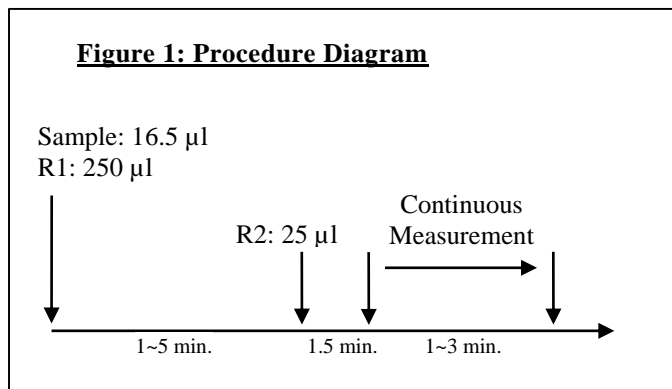 Figure 1: Procedure Diagram
Sample: 16.5 µl
R1: 250 µl
R2: 25 µl
Continuous
Measurement
1~5 min.
1.5 min.
1~3 min.